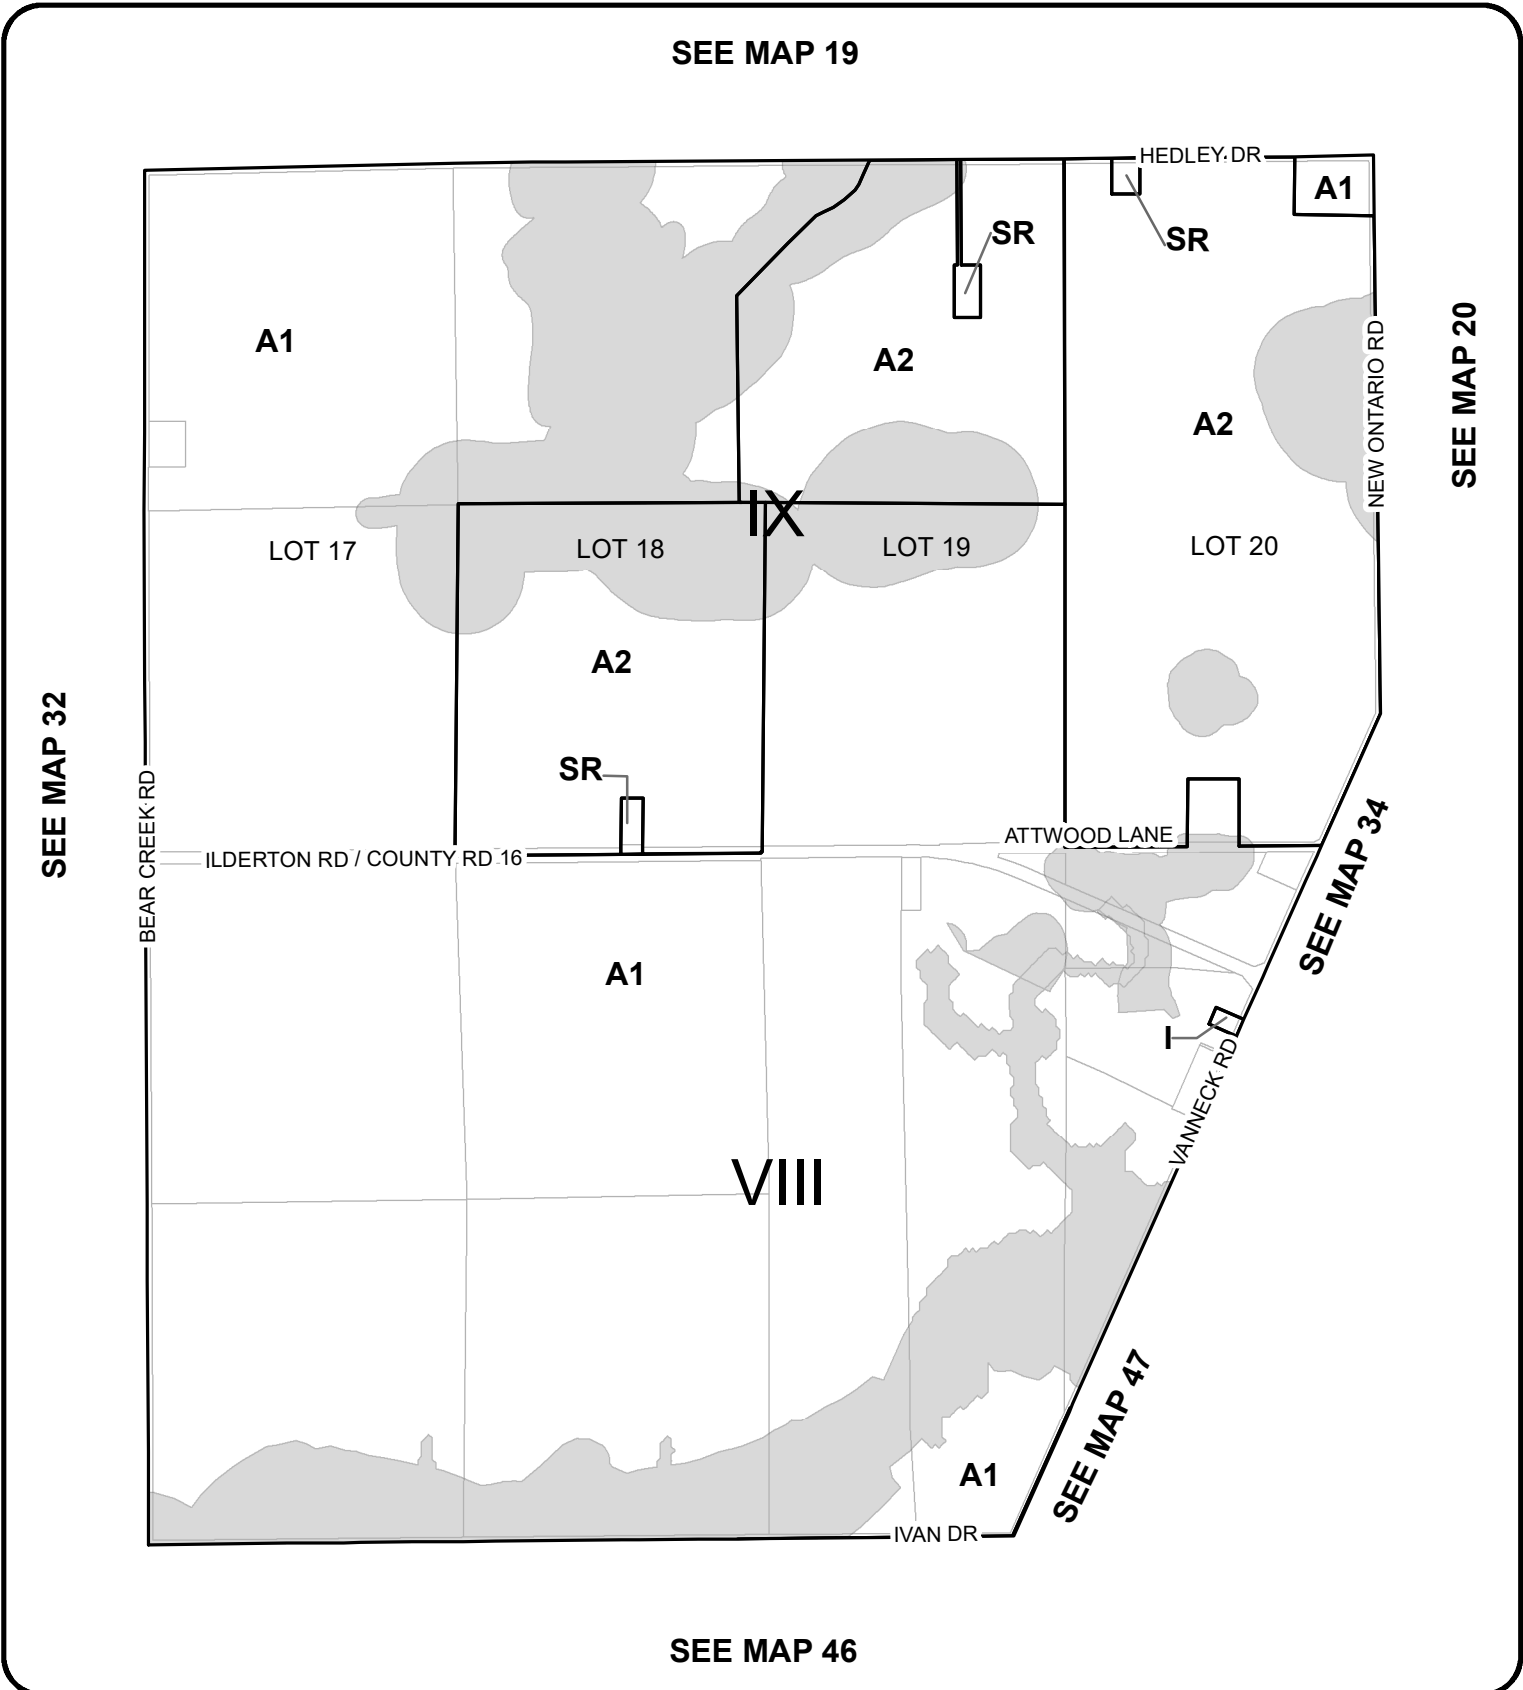 SEE MAP 19
HEDLEY DR
A1
SR
SR
A1
A2
A2
NEW ONTARIO RD
SEE MAP 20
IX
LOT 17
LOT 18
LOT 19
LOT 20
A2
SEE MAP 32
SR
BEAR CREEK RD
ILDERTON RD / COUNTY RD 16
ATTWOOD LANE
SEE MAP 34
A1
I
VANNECK RD
VIII
SEE MAP 47
A1
IVAN DR
SEE MAP 46